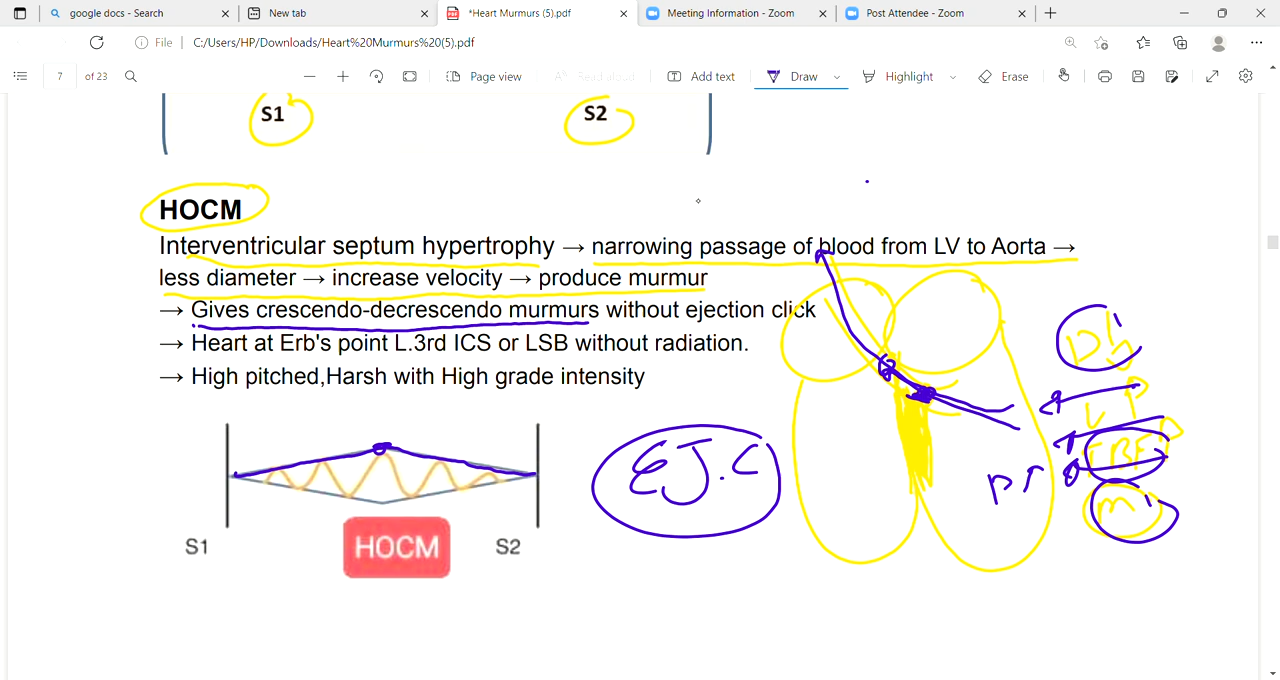 google docs - Search
New tab
*Heart Murmurs (5).pdf
Meeting Information - Zoom
Post Attendee - Zoom
File
C:/Users/HP/Downloads/Heart%20Murmurs%20(5).pdf
7 of 23
Page view
Read aloud
Add text
Draw
Highlight
Erase
S1
S2
HOCM
Interventricular septum hypertrophy → narrowing passage of blood from LV to Aorta →
less diameter → increase velocity → produce murmur
→ Gives crescendo-decrescendo murmurs without ejection click
→ Heart at Erb's point L.3rd ICS or LSB without radiation.
→ High pitched,Harsh with High grade intensity
EJ.C
S1
HOCM
S2